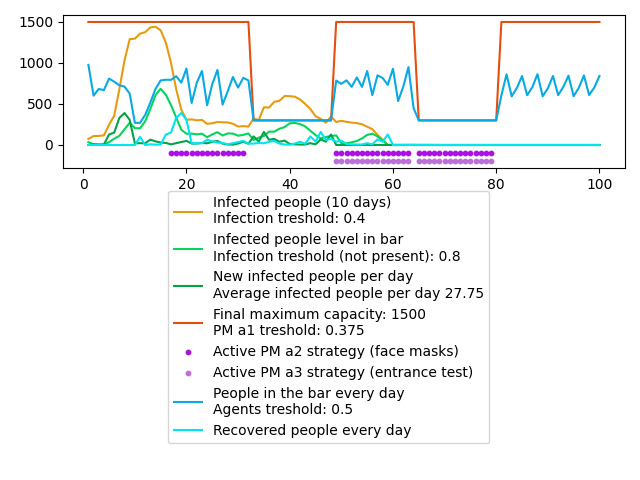 1500
1000
500
0
0
20
40
60
80
100
Infected people (10 days)
Infection treshold: 0.4
Infected people level in bar
Infection treshold (not present): 0.8
New infected people per day
Average infected people per day 27.75
Final maximum capacity: 1500
PM a1 treshold: 0.375
Active PM a2 strategy (face masks)
Active PM a3 strategy (entrance test)
People in the bar every day
Agents treshold: 0.5
Recovered people every day